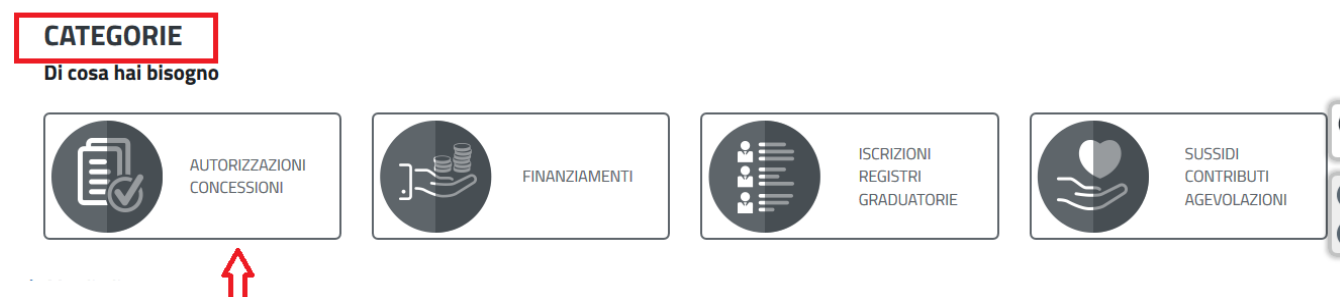 CATEGORIE
Di cosa hai bisogno
AUTORIZZAZIONI
CONCESSIONI
FINANZIAMENTI
ISCRIZIONI
REGISTRI
GRADUATORIE
SUSSIDI
CONTRIBUTI
AGEVOLAZIONI